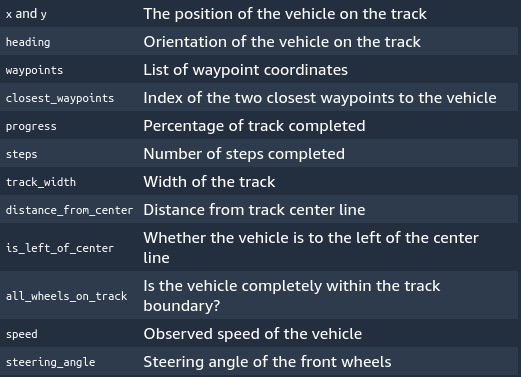 x and y The position of the vehicle on the track
heading Orientation of the vehicle on the track
waypoints List of waypoint coordinates
closest_waypoints Index of the two closest waypoints to the vehicle
progress Percentage of track completed
steps Number of steps completed
track_width Width of the track
distance_from_center Distance from track center line
is_left_of_center Whether the vehicle is to the left of the center
line
all_wheels_on_track Is the vehicle completely within the track
boundary?
speed Observed speed of the vehicle
steering_angle Steering angle of the front wheels